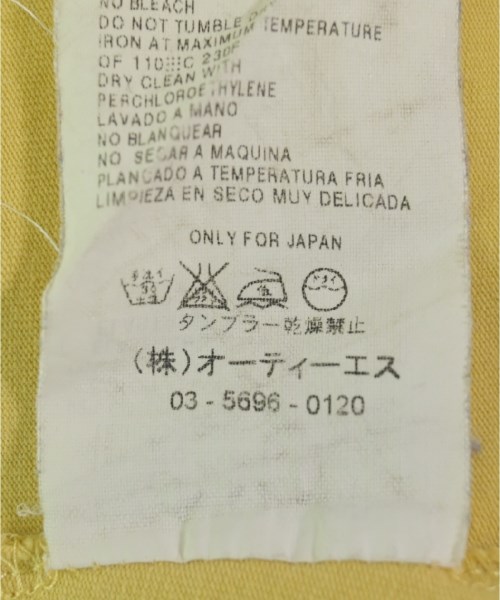 NO BLEACH
DO NOT TUMBLE DRY TEMPERATURE
IRON AT MAXIMUM
OF 110 C 230F
DRY CLEAN WITH
PERCHLOROETHYLENE
LAVADO A MANO
NO BLANQUEAR
NO SECAR A MAQUINA
PLANCADO A TEMPERATURA FRIA
LIMPIEZA EN SECO MUY DELICADA
ONLY FOR JAPAN
タンブラー乾燥禁止
(株)オーティーエス
03 - 5696 - 0120